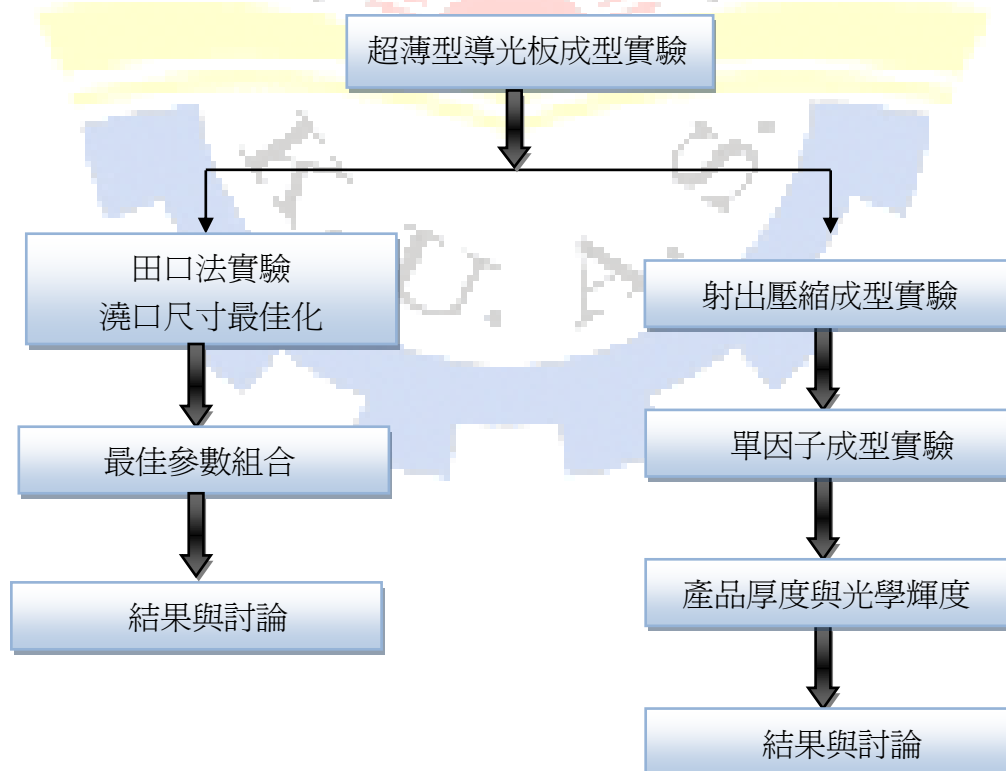 超薄型導光板成型實驗
田口法實驗
澆口尺寸最佳化
最佳參數組合
結果與討論
射出壓縮成型實驗
單因子成型實驗
產品厚度與光學輝度
結果與討論
K. U. A. S.